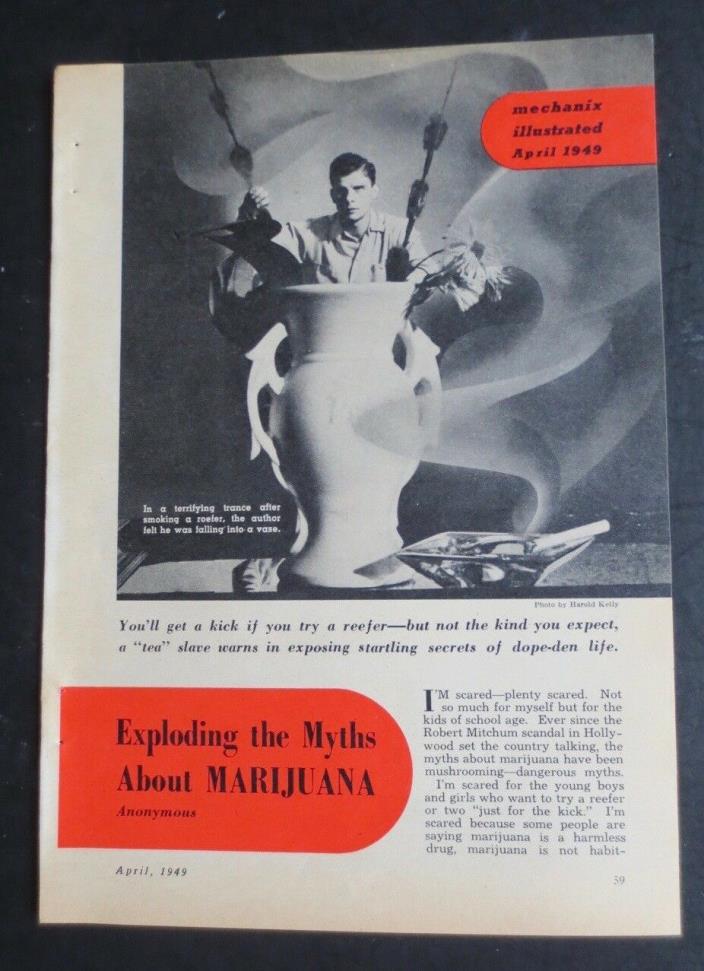 mechanix
illustrated
April 1949
In a terrifying trance after
smoking a reefer, the author
felt he was falling into a vase.
Photo by Harold Kelly
You'll get a kick if you try a reefer—but not the kind you expect,
a "tea" slave warns in exposing startling secrets of dope-den life.
Exploding the Myths
About MARIJUANA
Anonymous
I'M scared—plenty scared. Not
so much for myself but for the
kids of school age. Ever since the
Robert Mitchum scandal in Holly-
wood set the country talking, the
myths about marijuana have been
mushrooming—dangerous myths.
I'm scared for the young boys
and girls who want to try a reefer
or two "just for the kick." I'm
scared because some people are
saying marijuana is a harmless
drug, marijuana is not habit-
April, 1949
59